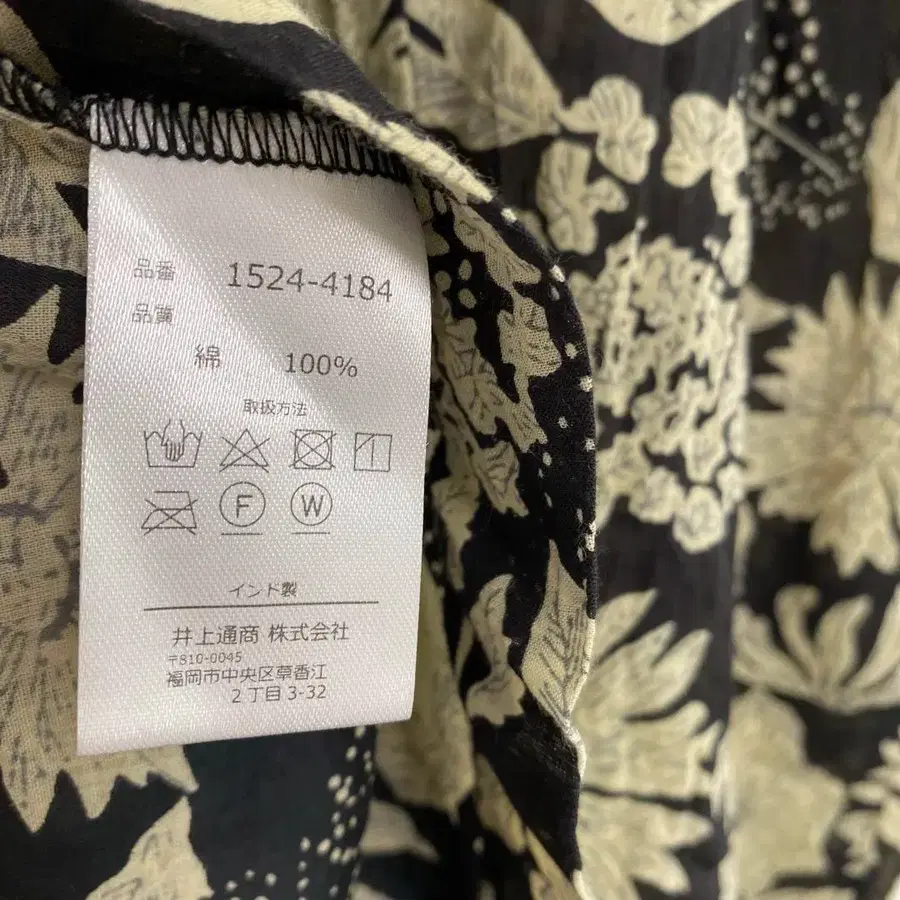 品番 1524-4184
品質
綿 100%
取扱方法
F W
インド製
井上通商 株式会社
〒810-0045
福岡市中央区草香江
2丁目3-32